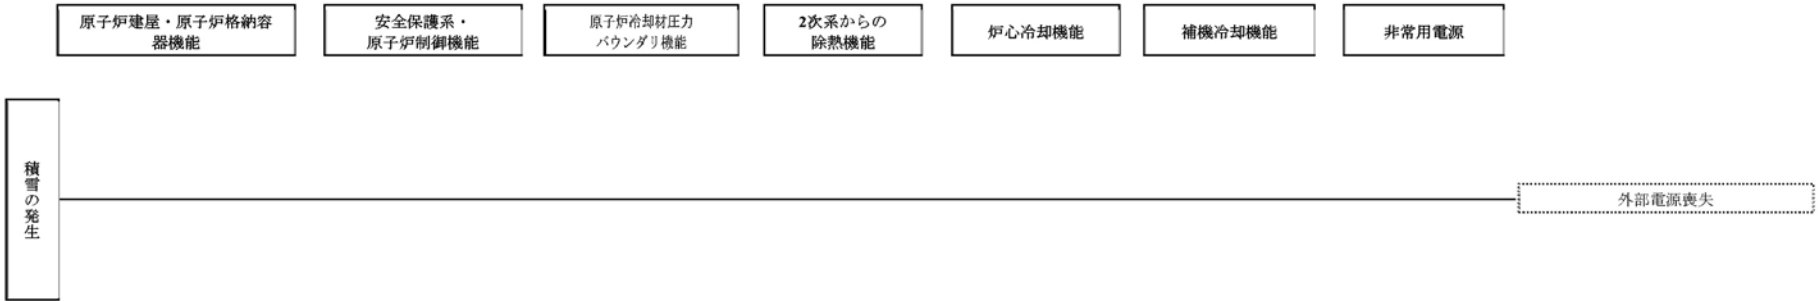 原子炉建屋・原子炉格納容
器機能
安全保護系・
原子炉制御機能
原子炉冷却材圧力
バウンダリ機能
2次系からの
除熱機能
炉心冷却機能
補機冷却機能
非常用電源
積雪の発生
外部電源喪失